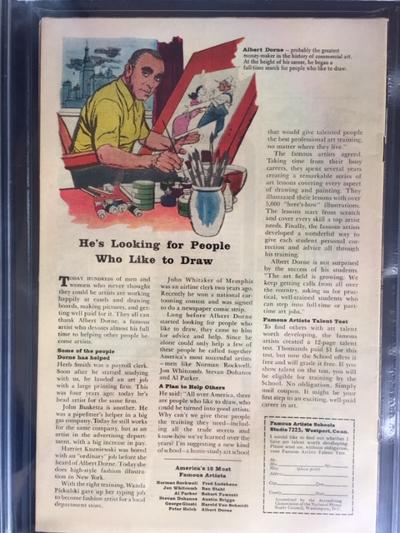 Albert Dorne – probably the greatest
money-maker in the history of commercial art.
At the height of his career, he began a
full-time search for people who like to draw.
He's Looking for People
Who Like to Draw
TODAY HUNDREDS of men and
women who never thought
they could be artists are working
happily at easels and drawing
boards, making pictures, and get-
ting well paid for it. They all can
thank Albert Dorne, a famous
artist who devotes almost his full
time to helping other people be-
come artists.
Some of the people
Dorne has helped
Herb Smith was a payroll clerk.
Soon after he started studying
with us, he landed an art job
with a large printing firm. This
was four years ago; today he's
head artist for the same firm.
John Busketta is another. He
was a pipefitter's helper in a big
gas company. Today he still works
for the same company, but as an
artist in the advertising depart-
ment, with a big increase in pay.
Harriet Kuzniewski was bored
with an "ordinary" job before she
heard of Albert Dorne. Today she
does high-style fashion illustra-
tion in New York.
With the right training, Wanda
Pichulski gave up her typing job
to become fashion artist for a local
department store.
John Whitaker of Memphis
was an airline clerk two years ago.
Recently he won a national car-
tooning contest and was signed
to do a newspaper comic strip.
Long before Albert Dorne
started looking for people who
like to draw, they came to him
for advice and help. Since he
alone could only help a few of
these people he called together
America's most successful artists
– men like Norman Rockwell,
Jon Whitcomb, Stevan Dohanos
and Al Parker.
A Plan to Help Others
He said: "All over America, there
are people who like to draw, who
could be turned into good artists.
Why can't we give these people
the training they need—includ-
ing all the trade secrets and
know-how we've learned over the
years? I'm suggesting a new kind
of school – a home-study art school
America's 12 Most
Famous Artists
Norman Rockwell Fred Ludekens
Jon Whitcomb Ben Stahl
Al Parker Robert Fawcett
Stevan Dohanos Austin Briggs
George Giusti Harold Von Schmidt
Peter Helck Albert Dorne
that would give talented people
the best professional art training,
no matter where they live."
The famous artists agreed.
Taking time from their busy
careers, they spent several years
creating a remarkable series of
art lessons covering every aspect
of drawing and painting. They
illustrated their lessons with over
5,000 "here's-how" illustrations.
The lessons start from scratch
and cover every skill a top artist
needs. Finally, the famous artists
developed a wonderful way to
give each student personal cor-
rection and advice all through
his training.
Albert Dorne is not surprised
by the success of his students.
"The art field is growing. We
keep getting calls from all over
the country, asking us for prac-
tical, well-trained students who
can step into full-time or part-
time art jobs."
Famous Artists Talent Test
To find others with art talent
worth developing, the famous
artists created a 12-page talent
test. Thousands paid $1 for this
test, but now the School offers it
free and will grade it free. If you
show talent on the test, you will
be eligible for training by the
School. No obligation. Simply
mail coupon. It might be your
first step to an exciting, well-paid
career in art.
Famous Artists Schools
Studio 7225, Westport, Conn.
I would like to find out whether I
have art talent worth developing.
Please send me, without obligation,
your Famous Artists Talent Test.